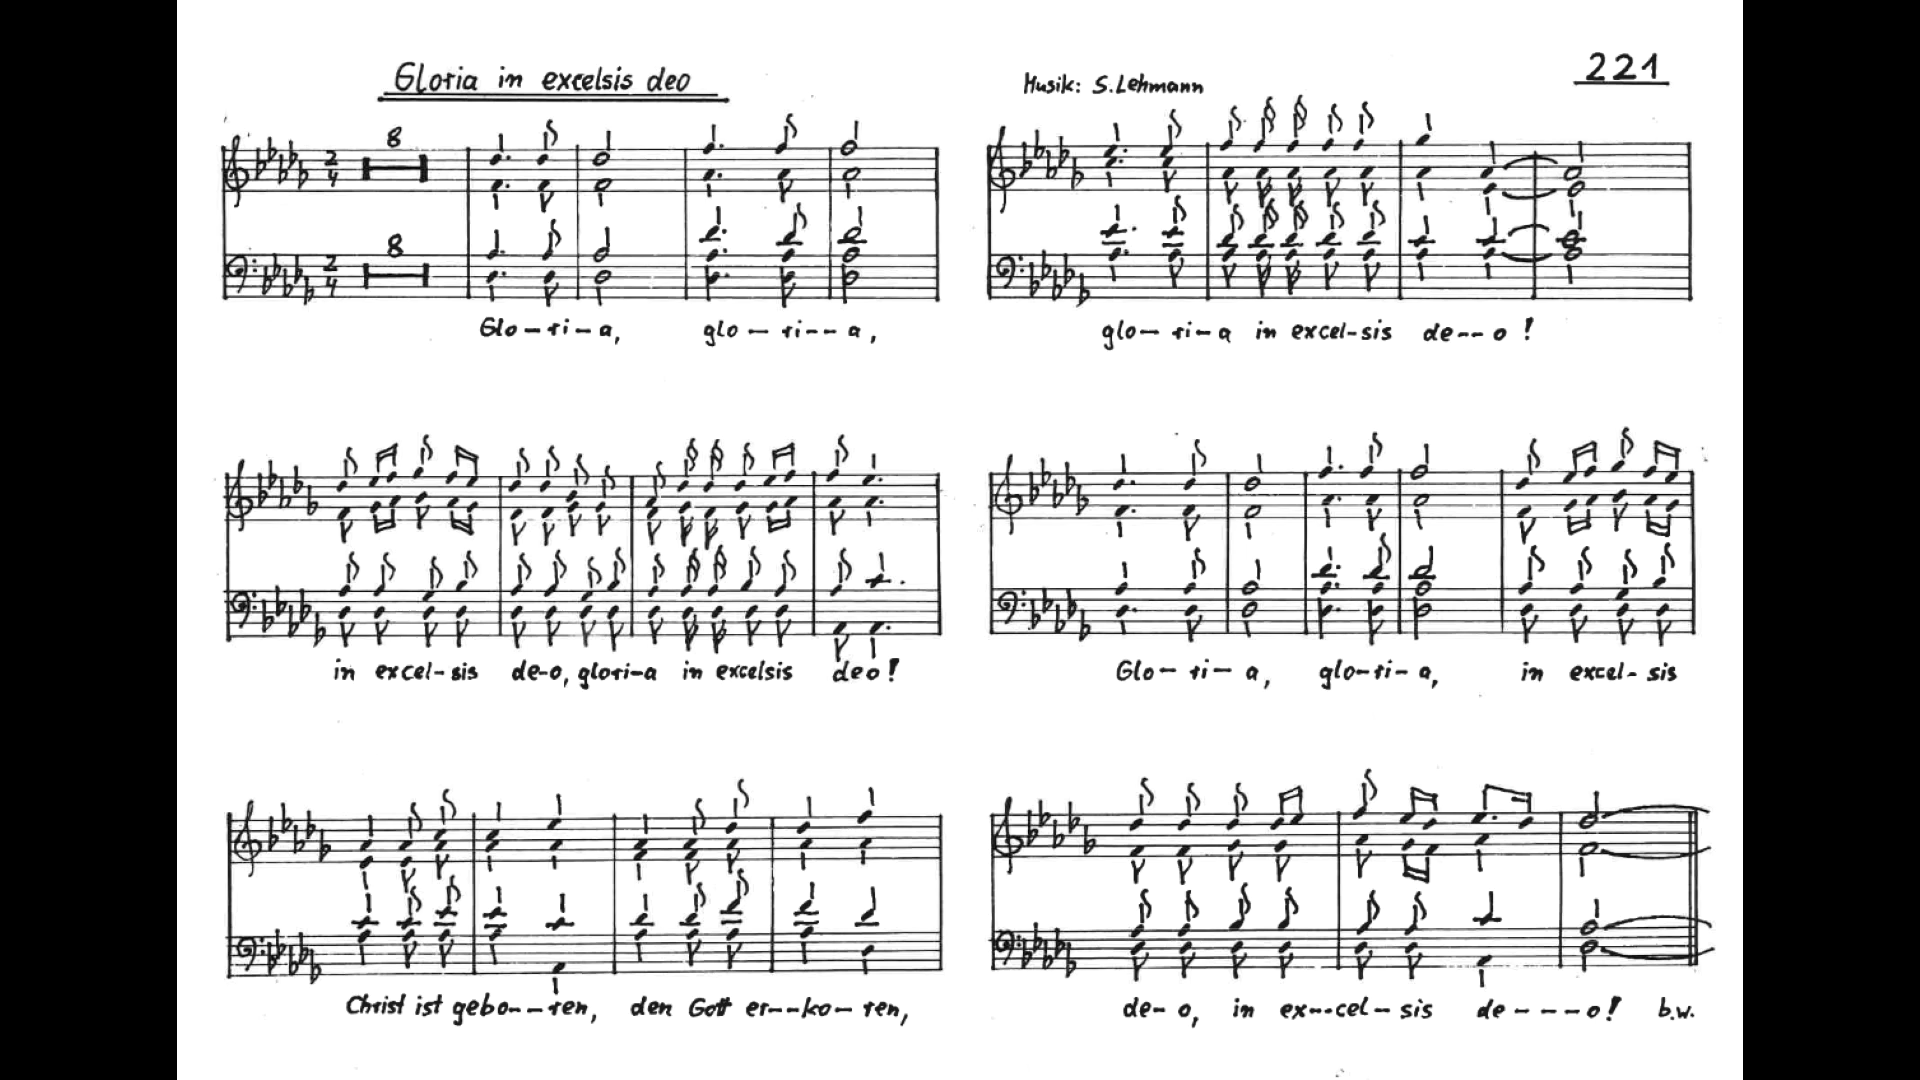 Gloria in excelsis deo
Musik: S. Lehmann
221
8
8
Glo-ri-a, glo-ri--a,
glo-ri-a in excel-sis de--o!
in excel-sis de-o, glori-a in excelsis deo!
Glo-ri-a, glo-ri-a, in excel-sis
Christ ist gebo--ren, den Gott er--ko-ren,
de-o, in ex--cel-sis de----o! b.w.